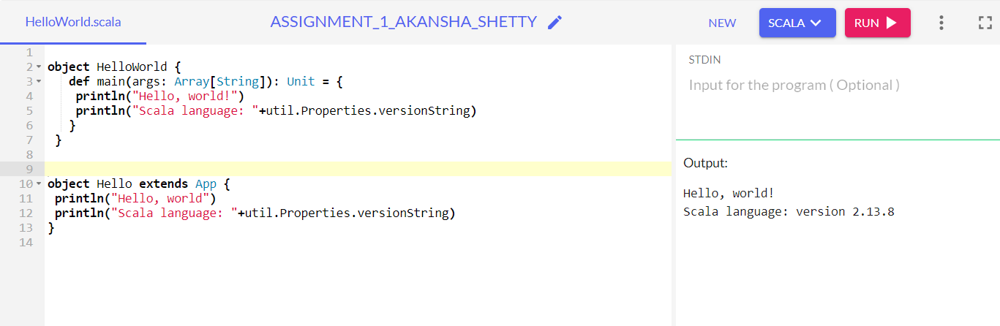 HelloWorld.scala
ASSIGNMENT_1_AKANSHA_SHETTY
NEW
SCALA
RUN
1
2 object HelloWorld {
3 def main(args: Array[String]): Unit = {
4 println("Hello, world!")
5 println("Scala language: "+util.Properties.versionString)
6 }
7 }
8
9
10 object Hello extends App {
11 println("Hello, world")
12 println("Scala language: "+util.Properties.versionString)
13 }
14
STDIN
Input for the program ( Optional )
Output:
Hello, world!
Scala language: version 2.13.8